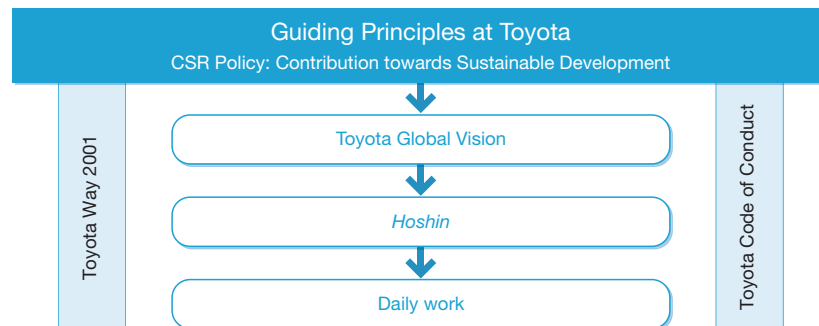 Guiding Principles at Toyota
CSR Policy: Contribution towards Sustainable Development
Toyota Way 2001
Toyota Global Vision
Hoshin
Daily work
Toyota Code of Conduct